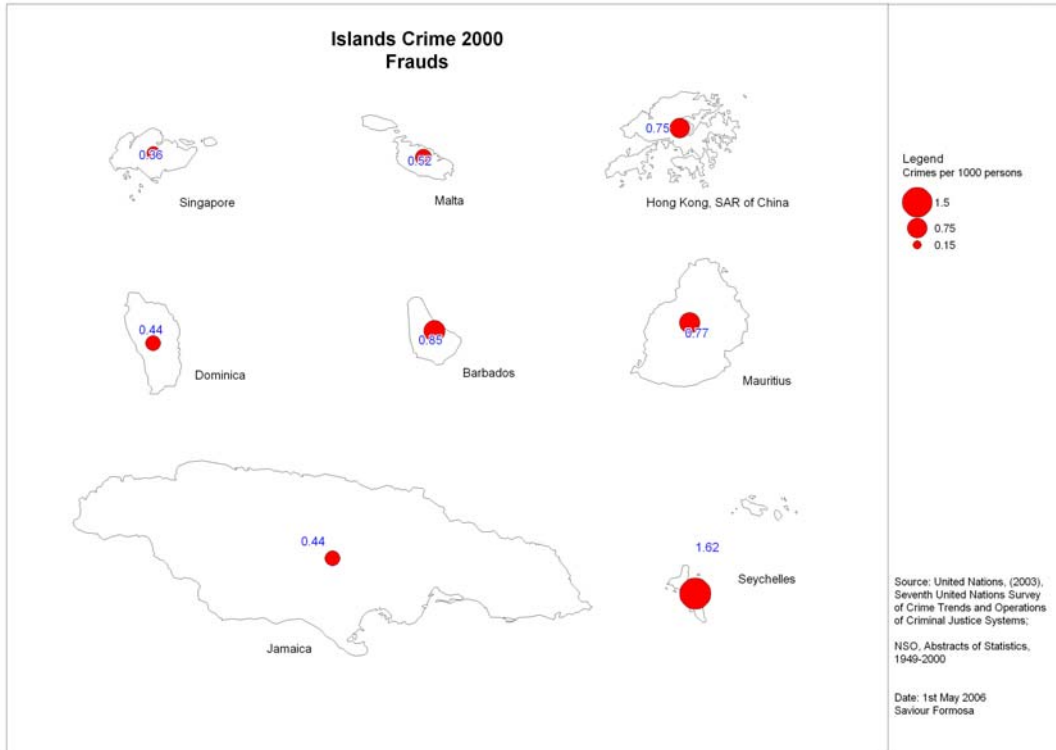 Islands Crime 2000
Frauds
0.36
Singapore
0.52
Malta
0.75
Hong Kong, SAR of China
Legend
Crimes per 1000 persons
1.5
0.75
0.15
0.44
Dominica
0.85
Barbados
0.77
Mauritius
0.44
Jamaica
1.62
Seychelles
Source: United Nations, (2003),
Seventh United Nations Survey
of Crime Trends and Operations
of Criminal Justice Systems;
NSO, Abstracts of Statistics,
1949-2000
Date: 1st May 2006
Saviour Formosa